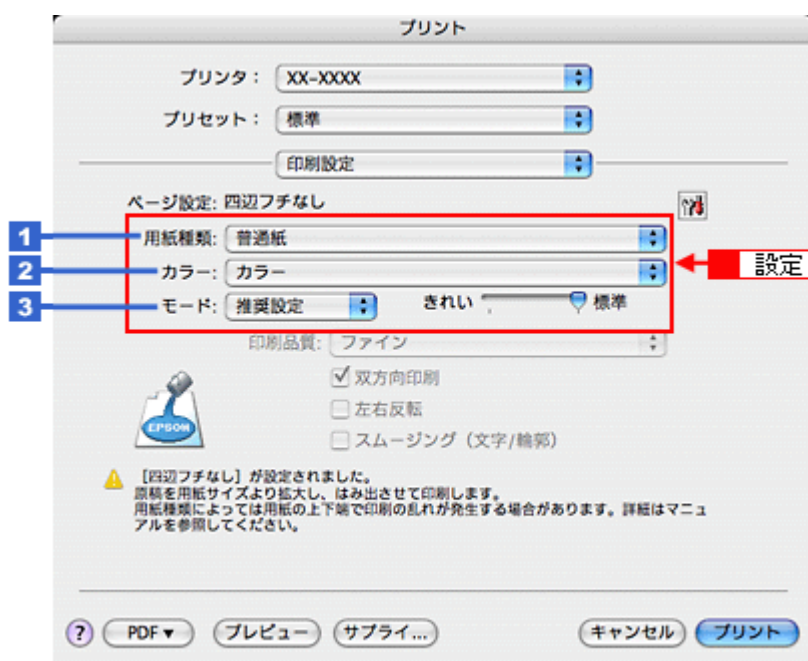 プリント
プリンタ： XX-XXXX
プリセット： 標準
印刷設定
ページ設定: 四辺フチなし
1 用紙種類: 普通紙
設定
2 カラー: カラー
3 モード: 推奨設定 きれい 標準
印刷品質: ファイン
双方向印刷
左右反転
EPSON
スムージング（文字/輪郭）
［四辺フチなし］が設定されました。
原稿を用紙サイズより拡大し、はみ出させて印刷します。
用紙種類によっては用紙の上下端で印刷の乱れが発生する場合があります。詳細はマニュ
アルを参照してください。
? PDF▼ プレビュー サプライ... キャンセル プリント